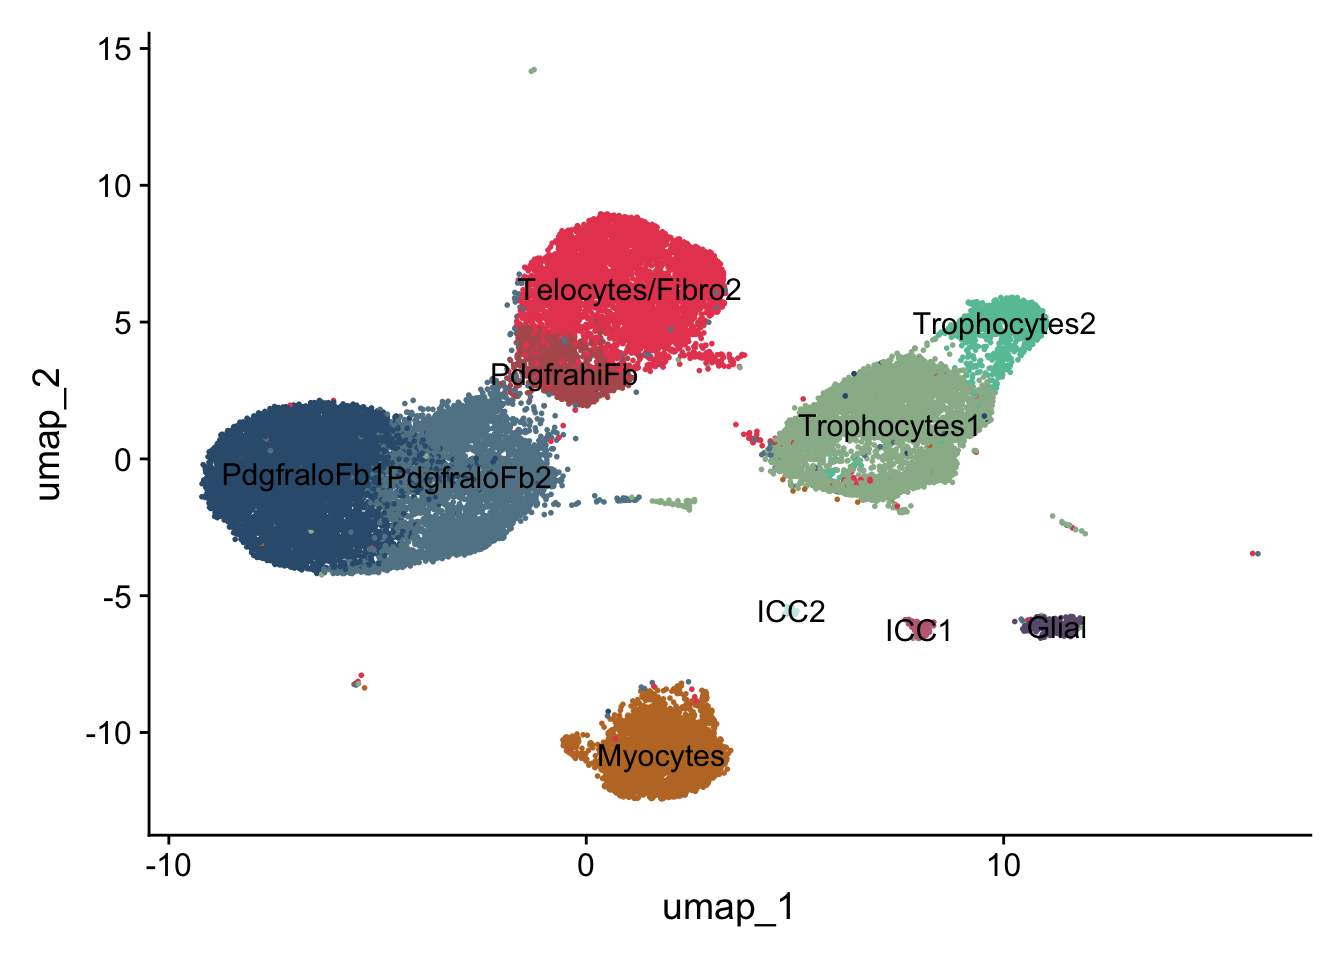 15
10
5
0
-5
-10
umap_2
Telocytes/Fibro2
Trophocytes2
PdgfrahiFb
Trophocytes1
PdgfraloFb1
PdgfraloFb2
ICC2
ICC1
Glial
Myocytes
-10
0
10
umap_1